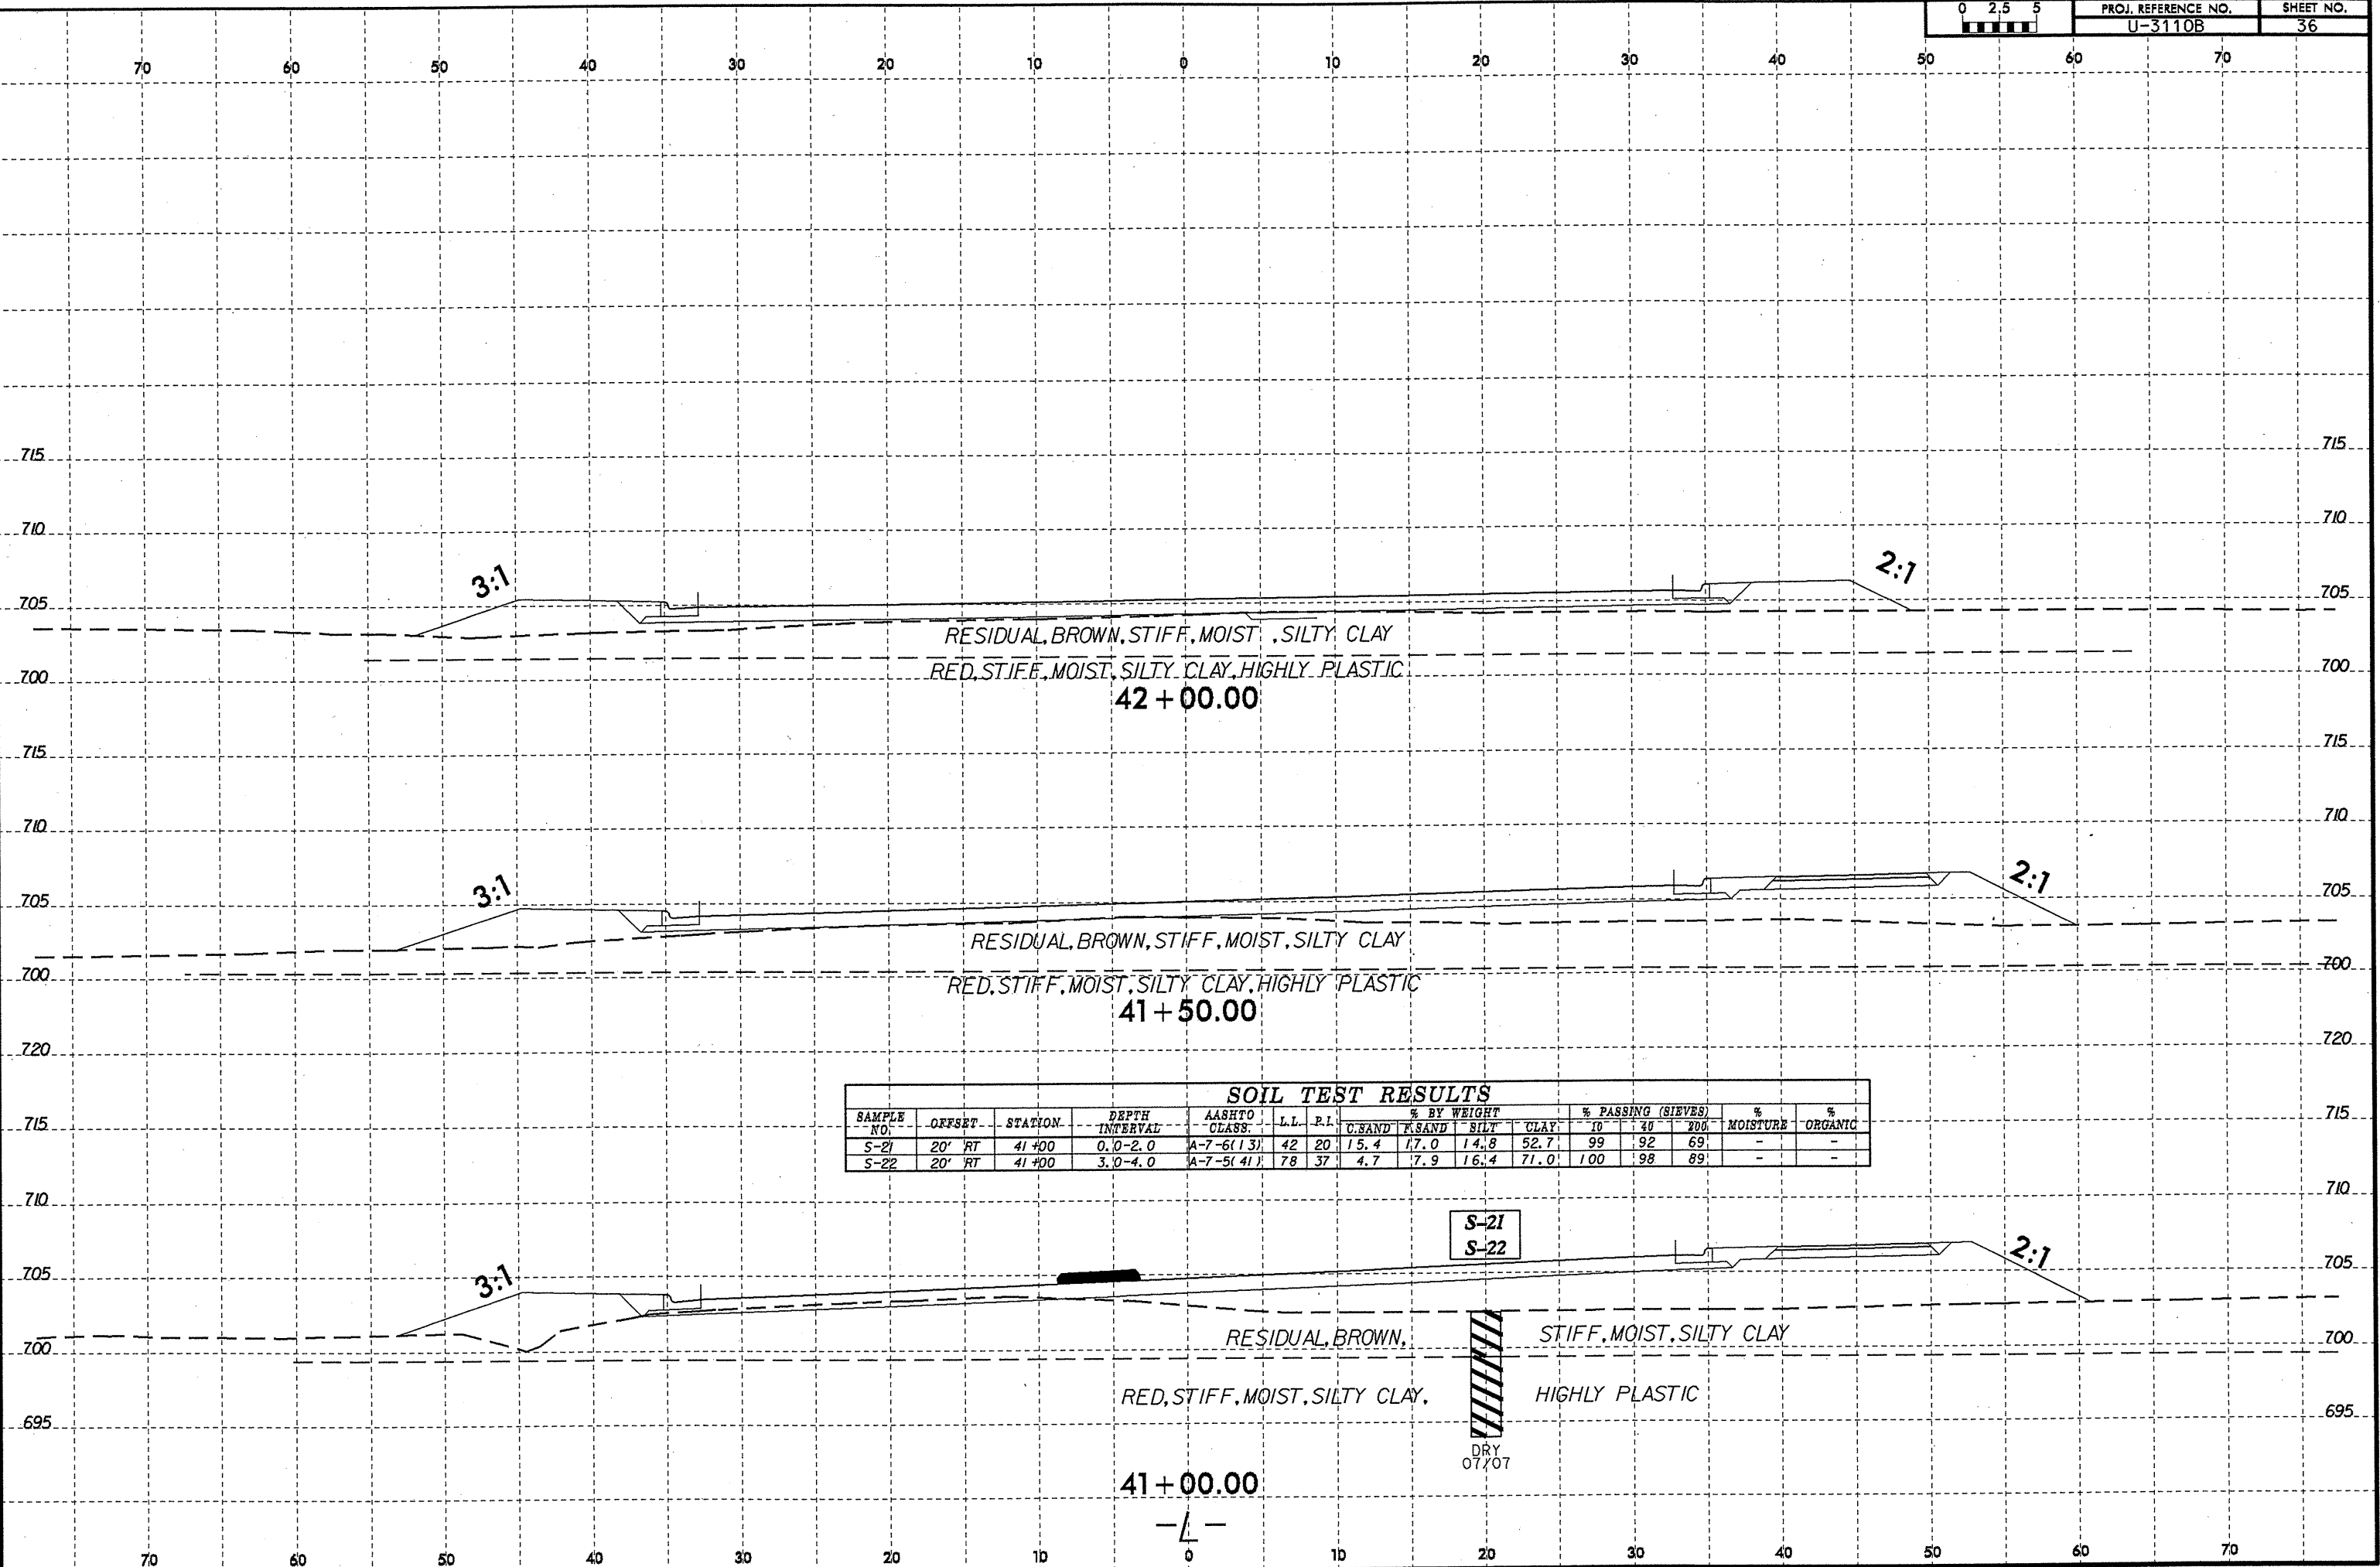 0 2.5 5
PROJ. REFERENCE NO. SHEET NO.
U-3110B 36
70 60 50 40 30 20 10 0 10 20 30 40 50 60 70
715 715
710 710
3:1 2:1
705 705
RESIDUAL, BROWN, STIFF, MOIST , SILTY CLAY
RED, STIFF, MOIST, SILTY CLAY, HIGHLY PLASTIC
700 700
42+00.00
715 715
710 710
3:1 2:1
705 705
RESIDUAL, BROWN, STIFF, MOIST, SILTY CLAY
700 700
RED, STIFF, MOIST, SILTY CLAY, HIGHLY PLASTIC
41+50.00
720 720
SOIL TEST RESULTS
SAMPLE NO. OFFSET STATION DEPTH INTERVAL AASHTO CLASS. L.L. P.I. % BY WEIGHT C.SAND F.SAND SILT CLAY % PASSING (SIEVES) 10 40 200 % MOISTURE % ORGANIC
S-21 20' RT 41+00 0.0-2.0 A-7-6(13) 42 20 15.4 17.0 14.8 52.7 99 92 69 - -
S-22 20' RT 41+00 3.0-4.0 A-7-5(41) 78 37 4.7 7.9 16.4 71.0 100 98 89 - -
715 715
710 710
S-21
S-22
3:1 2:1
705 705
RESIDUAL, BROWN, STIFF, MOIST, SILTY CLAY
700 700
RED, STIFF, MOIST, SILTY CLAY, HIGHLY PLASTIC
695 695
DRY
07/07
41+00.00
-L-
70 60 50 40 30 20 10 0 10 20 30 40 50 60 70